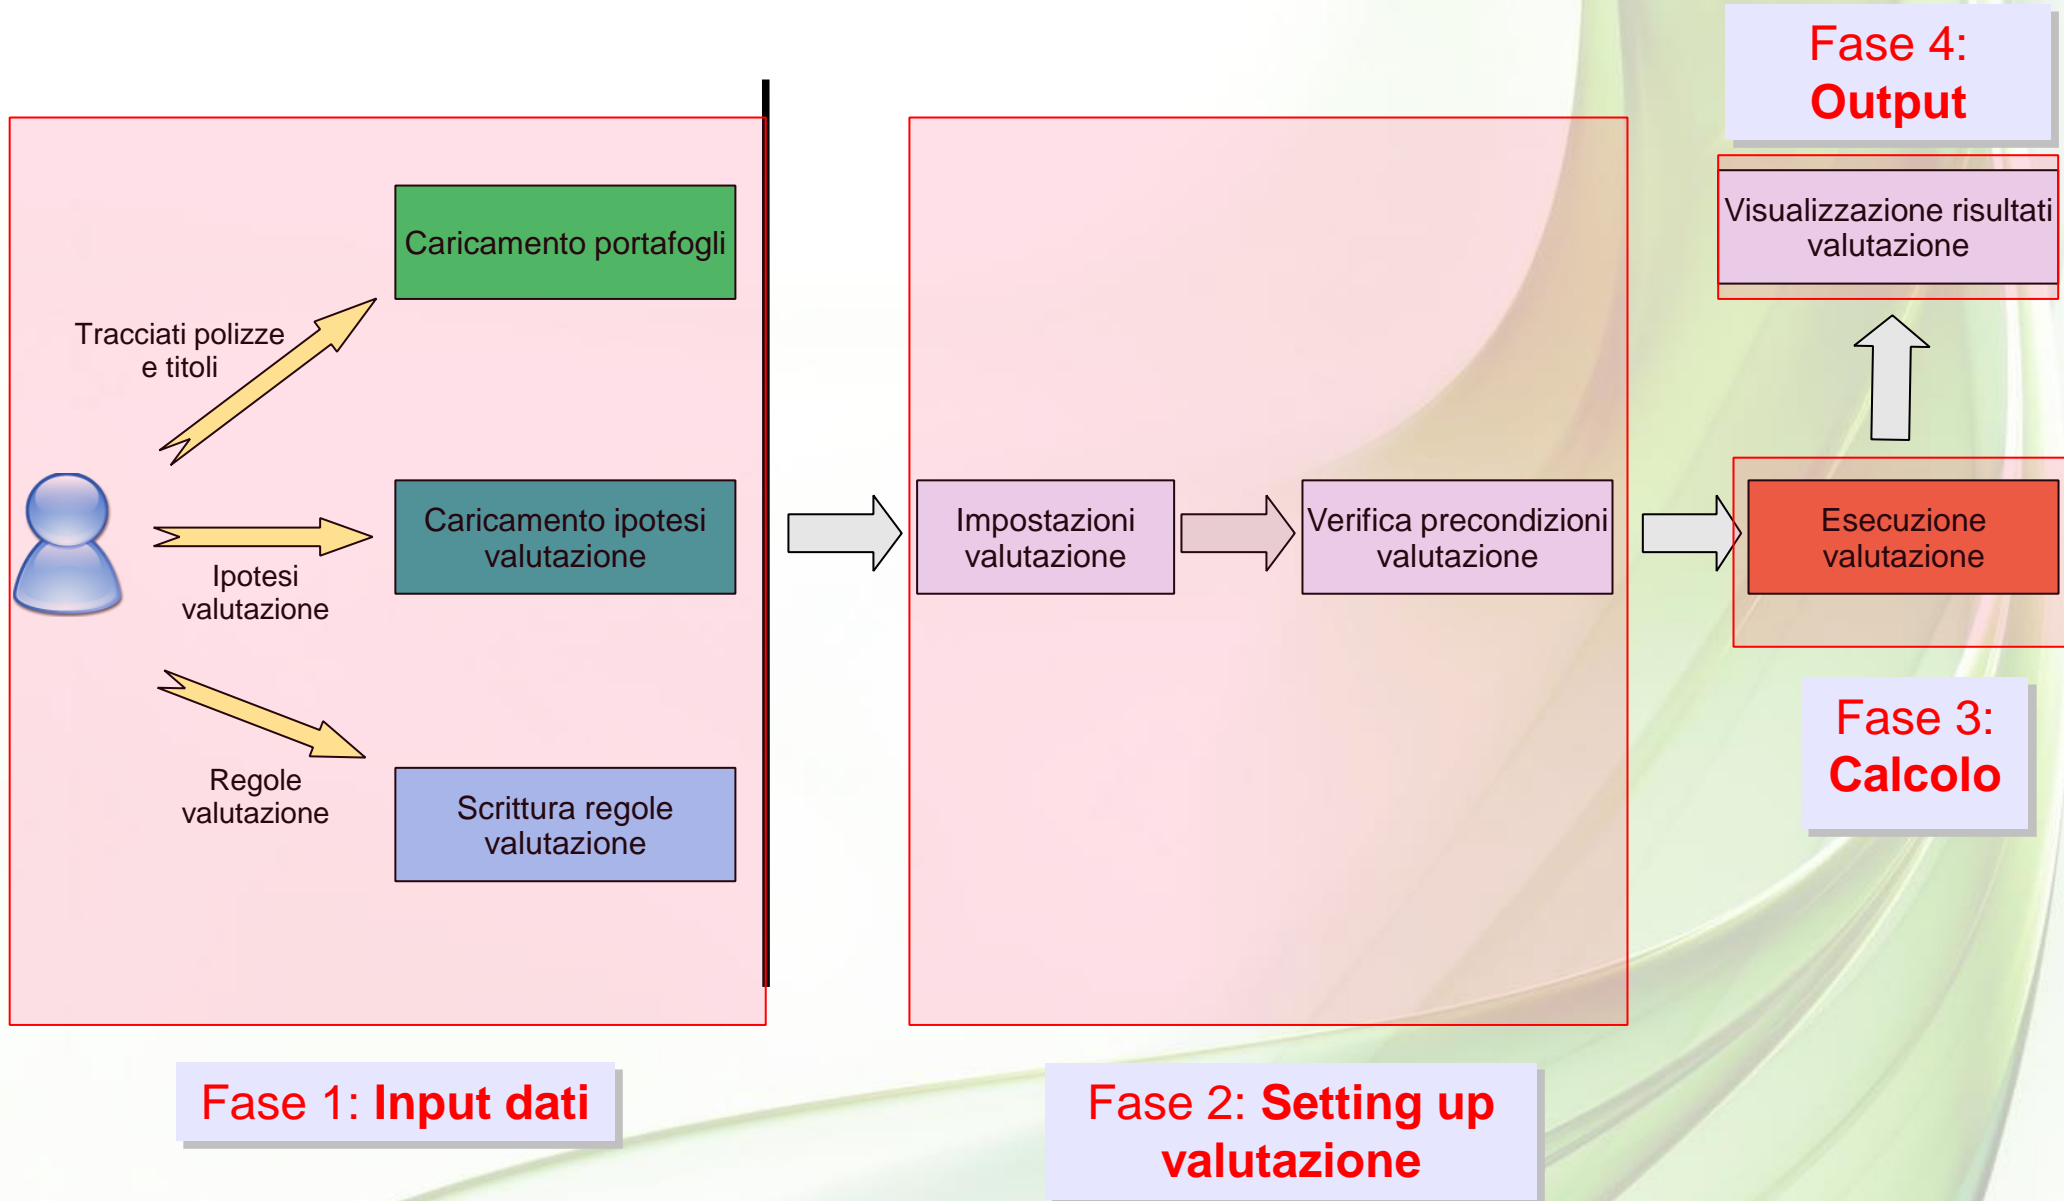 Fase 4:
Output
Caricamento portafogli
Visualizzazione risultati
valutazione
Tracciati polizze
e titoli
Caricamento ipotesi
valutazione
Impostazioni
valutazione
Verifica precondizioni
valutazione
Esecuzione
valutazione
Ipotesi
valutazione
Fase 3:
Calcolo
Regole
valutazione
Scrittura regole
valutazione
Fase 1: Input dati
Fase 2: Setting up
valutazione